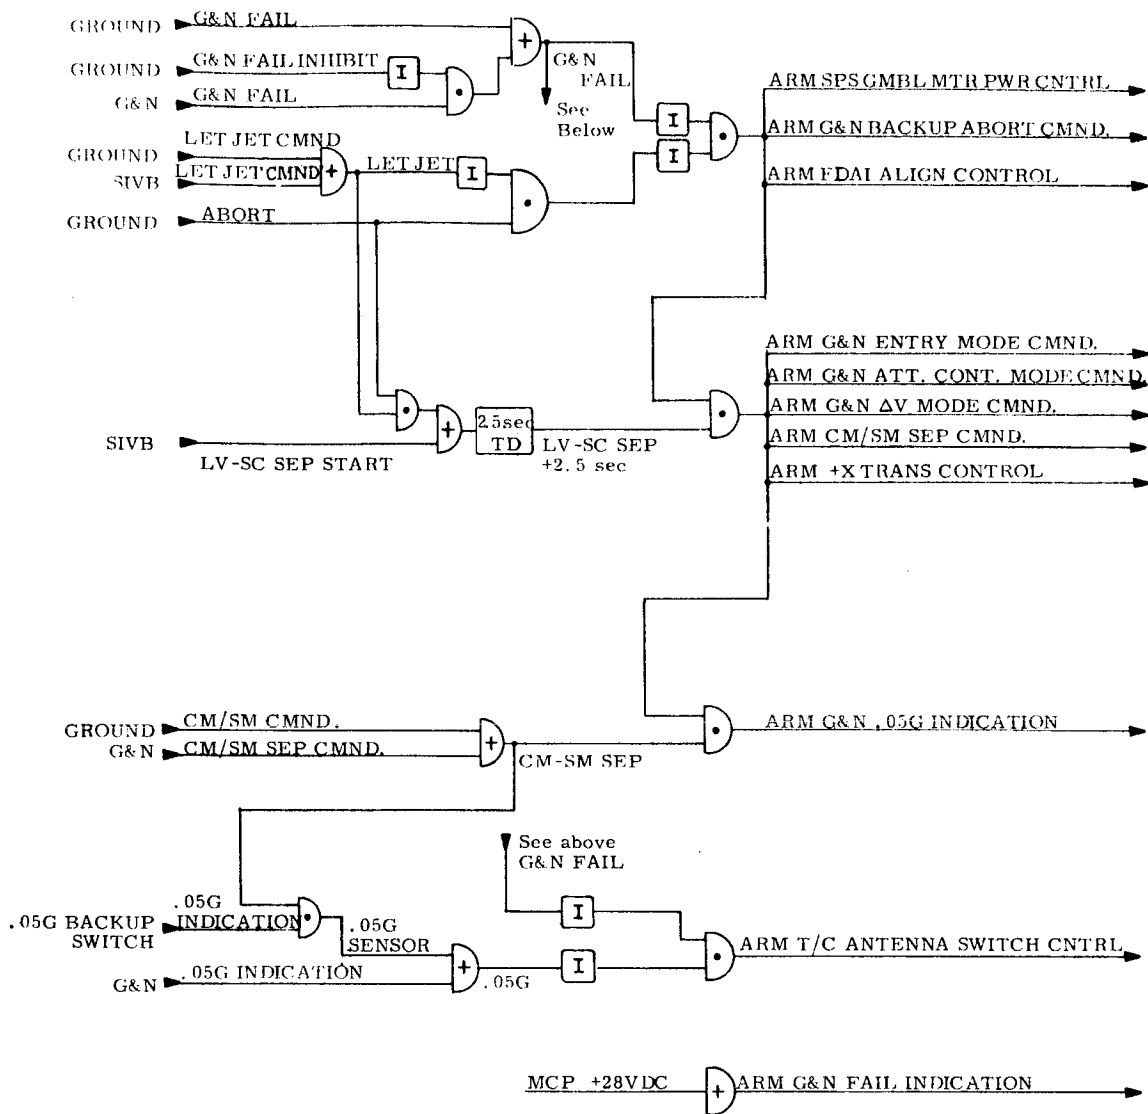 GROUND G&N FAIL
GROUND G&N FAIL INHIBIT I
G&N G&N FAIL
+
•
G&N
FAIL
See
Below
I
I
•
ARM SPS GMBL MTR PWR CNTRL
ARM G&N BACKUP ABORT CMND.
ARM FDAI ALIGN CONTROL
LET JET CMND
GROUND
LET JET CMND
SIVB
+
LET JET I
•
GROUND ABORT
ARM G&N ENTRY MODE CMND.
ARM G&N ATT. CONT. MODE CMND
ARM G&N ΔV MODE CMND.
ARM CM/SM SEP CMND.
ARM +X TRANS CONTROL
•
•
+
2.5sec
TD
SIVB
LV-SC SEP START
LV-SC SEP
+2.5 sec
GROUND CM/SM CMND.
G&N CM/SM SEP CMND.
+
CM-SM SEP
•
ARM G&N .05G INDICATION
See above
G&N FAIL
I
.05G BACKUP
SWITCH
.05G
INDICATION
•
.05G
SENSOR
G&N .05G INDICATION
+
.05G
I
•
ARM T/C ANTENNA SWITCH CNTRL
MCP +28VDC
+
ARM G&N FAIL INDICATION